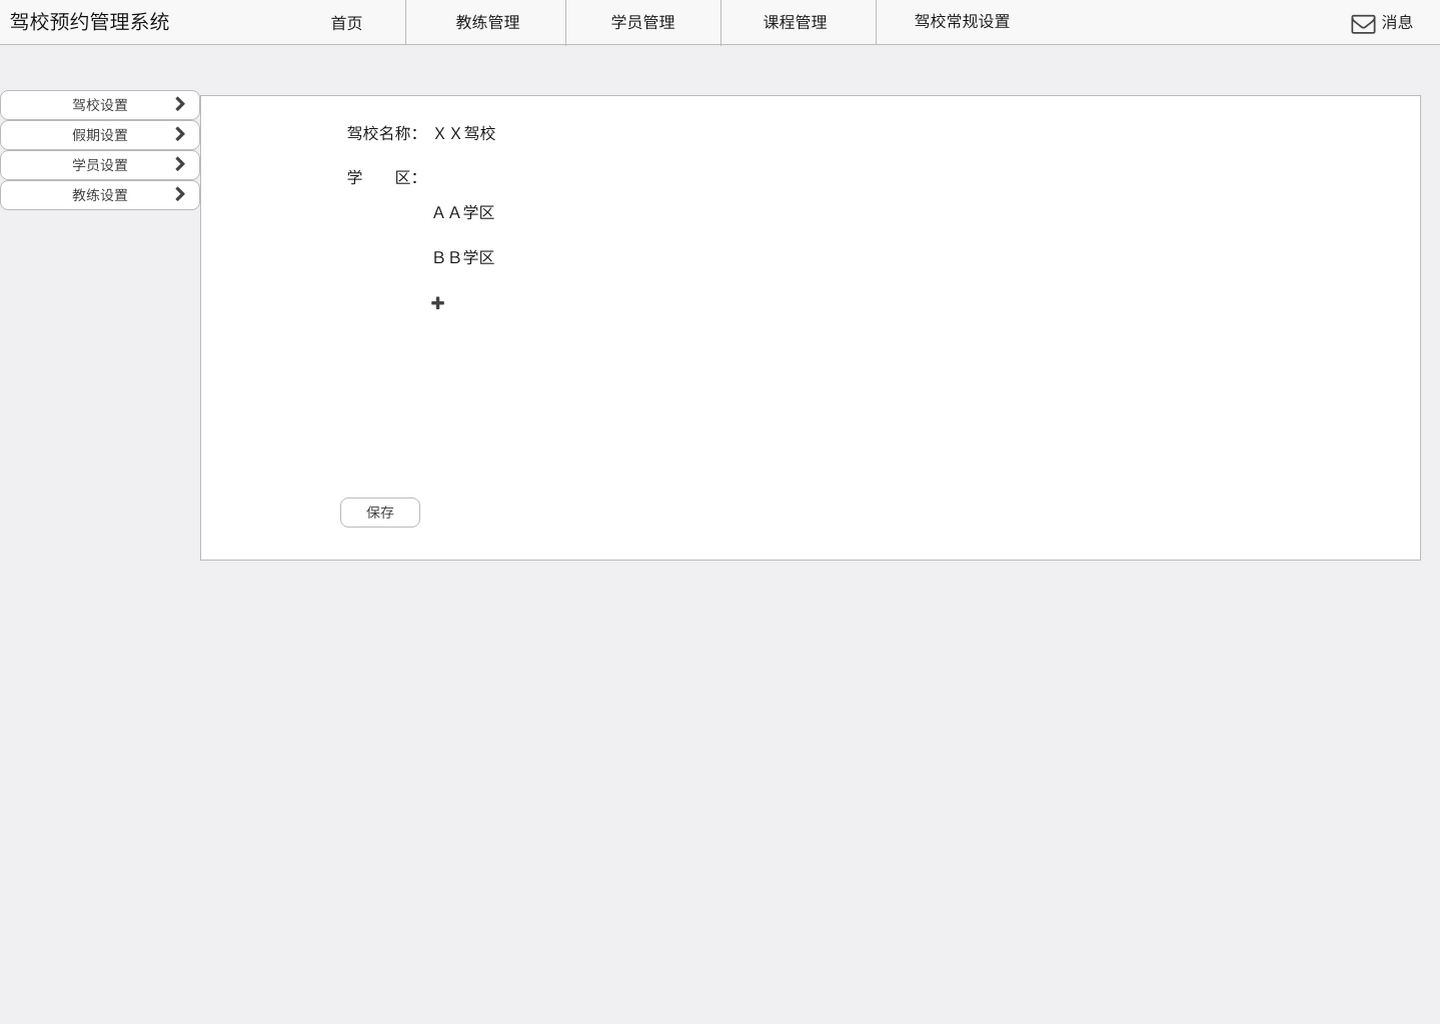 驾校预约管理系统
首页
教练管理
学员管理
课程管理
驾校常规设置
消息
驾校设置
假期设置
学员设置
教练设置
驾校名称： ＸＸ驾校
学　　区：
ＡＡ学区
ＢＢ学区
保存